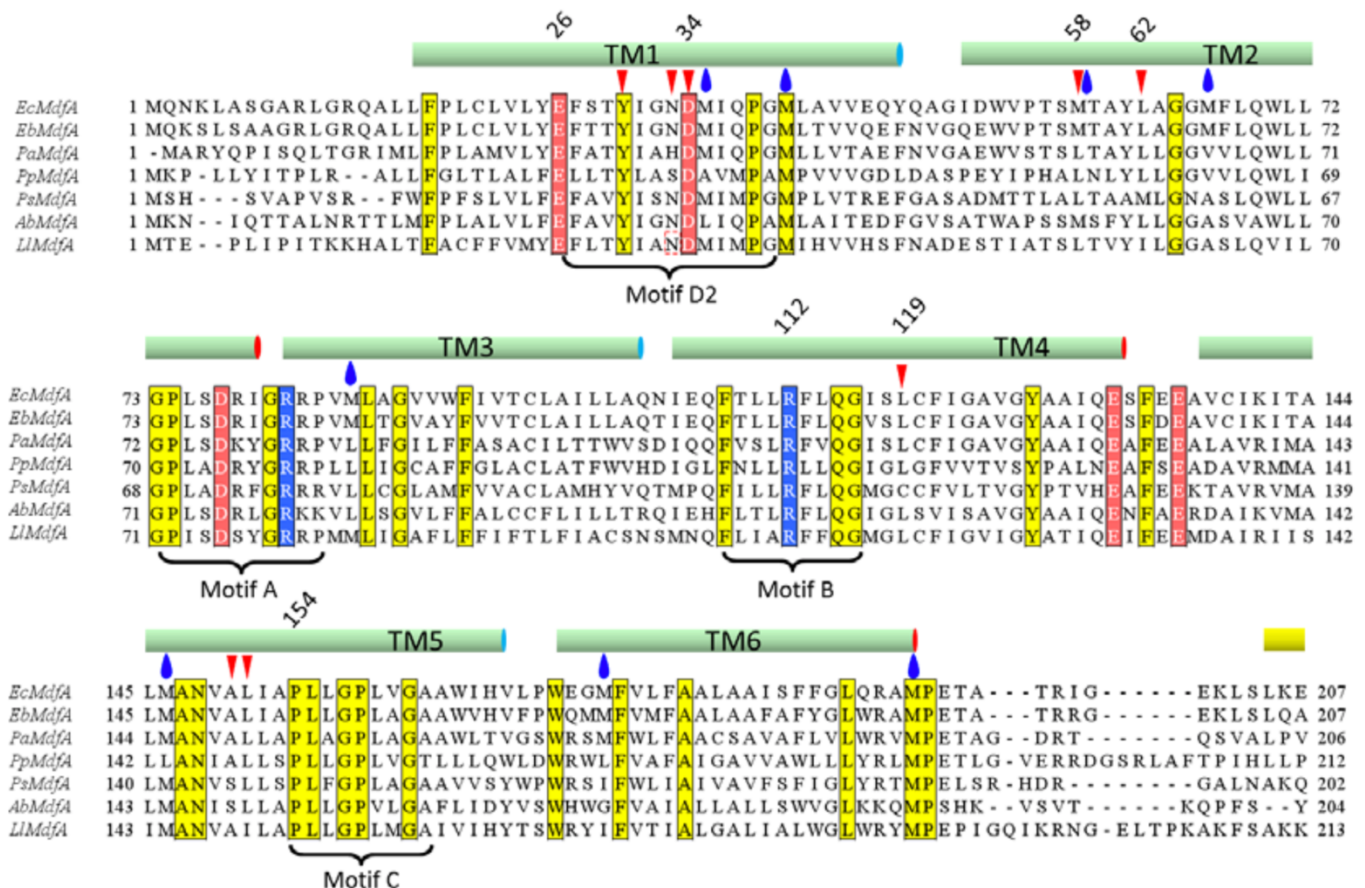 26 34 58 62
TM1 TM2
EcMdfA 1 MQNKLASGARLGRQALLFPLCLVLYEFSTYIGNDMIQPGMLAVVEQYQAGIDWVPTSMTAYLAGGMFLQWLL 72
EbMdfA 1 MQKSLSAAGRLGRQALLFPLCLVLYEFTTYIGNDMIQPGMLTVVQEFNVGQEWVPTSMTAYLAGGMFLQWLL 72
PaMdfA 1 -MARYQPISQLTGRIMLFPLAMVLYEFATYIAHDMIQPGMLLVTAEFNVGAEWVSTSLTAYLLGGVVLQWLL 71
PpMdfA 1 MKP-LLYITPLR--ALLFGLTLALFELLTYLASDAVMPAMPVVVGDLDASPEYIPHALNLYLLGGVVLQWLI 69
PsMdfA 1 MSH---SVAPVSR--FWFPFSLVLFEFAVYISNDMIMPGMPLVTREFGASADMTTLALTAAMLGNASLQWLL 67
AbMdfA 1 MKN--IQTTALNRTTLMFPLALVLFEFAVYIGNDLIQPAMLAITEDFGVSATWAPSSMSFYLLGGASVAWLL 70
LlMdfA 1 MTE--PLIPITKKHALTFACFFVMYEFLTYIANDMIMPGMIHVVHSFNADESTIATSLTVYILGGASLQVIL 70
Motif D2
112 119
TM3 TM4
EcMdfA 73 GPLSDRIGRRPVMLAGVVWFIVTCLAILLAQNIEQFTLLRFLQGISLCFIGAVGYAAIQESFEEAVCIKITA 144
EbMdfA 73 GPLSDRIGRRPVMLTGVAYFVVTCLAILLAQTIEQFTLLRFLQGVSLCFIGAVGYAAIQESFDEAVCIKITA 144
PaMdfA 72 GPLSDKYGRRPVLLFGILFFASACILTTWVSDIQQFVSLRFVQGISLCFIGAVGYAAIQEAFEEALAVRIMA 143
PpMdfA 70 GPLADRYGRRPLLLIGCAFFGLACLATFWVHDIGLFNLLRLLQGIGLGFVVTVSYPALNEAFSEADAVRMMA 141
PsMdfA 68 GPLADRFGRRRVLLCGLAMFVVACLAMHYVQTMPQFILLRFLQGMGCCFVLTVGYPTVHEAFEEKTAVRVMA 139
AbMdfA 71 GPLSDRLGRKKVLLSGVLFFALCCFLILLTRQIEHFLTLRFLQGIGLSVISAVGYAAIQENFAERDAIKVMA 142
LlMdfA 71 GPISDSYGRRPMMLIGAFLFFIFTLFIACSNSMNQFLIARFFQGMGLCFIGVIGYATIQEIFEEMDAIRIIS 142
Motif A Motif B
154
TM5 TM6
EcMdfA 145 LMANVALIAPLLGPLVGAAWIHVLPWEGMFVLFAALAAISFFGLQRAMPETA---TRIG------EKLSLKE 207
EbMdfA 145 LMANVALIAPLLGPLAGAAWVHVFPWQMMFVMFAALAAFAFYGLWRAMPETA---TRRG------EKLSLQA 207
PaMdfA 144 LMANVALLAPLAGPLAGAAWLTVGSWRSMFWLFAACSAVAFLVLLWRVMPETAG--DRT------QSVALPV 206
PpMdfA 142 LLANIALLAPLLGPLVGTLLLQWLDWRWLFVAFAIGAVVAWLLLYRLMPETLG-VERRDGSRLAFTPIHLLP 212
PsMdfA 140 LMANVSLLSPLFGPLAGAAVVSYWPWRSIFWLIAAIAVFSFIGLYRTMPELSR-HDR------GALNAKQ 202
AbMdfA 143 LMANISLLAPLLGPVLGAFLIDYVSWHWGFVAIALLALLSWVGLKKQMPSHK--VSVT------KQPFS--Y 204
LlMdfA 143 IMANVAILAPLLGPLMGAIVIHYTSWRYIFVTIALGALIALWGLWRYMPEPIGQIKRNG-ELTPKAKFSAKK 213
Motif C